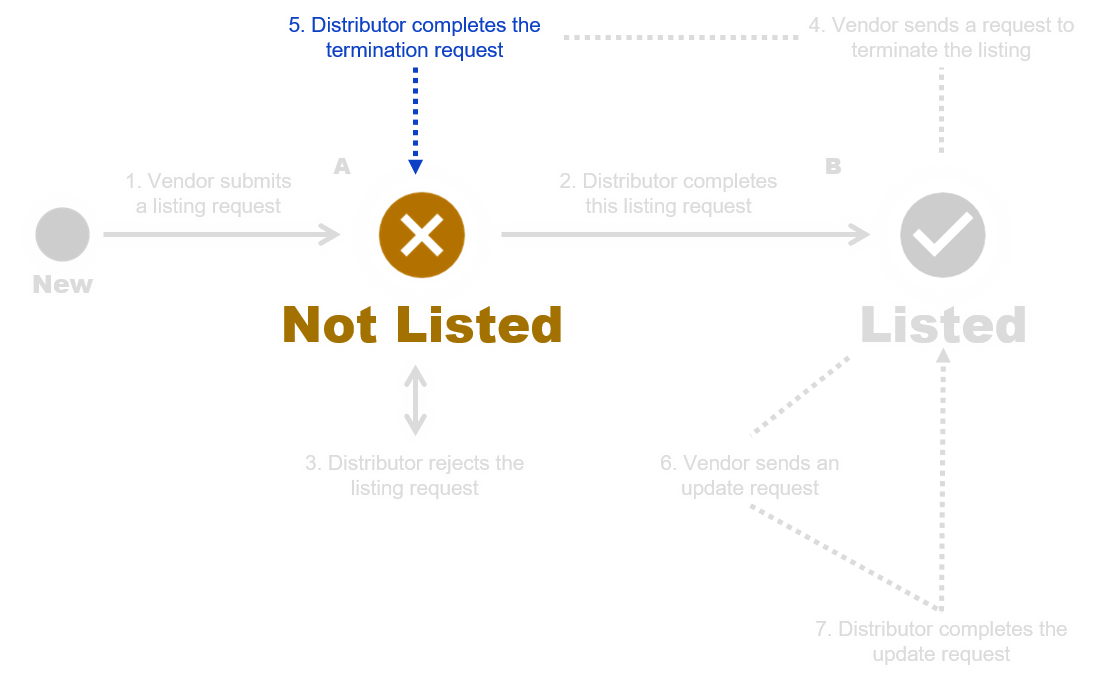 5. Distributor completes the
termination request
4. Vendor sends a request to
terminate the listing
A
B
1. Vendor submits
a listing request
2. Distributor completes
this listing request
New
Not Listed
Listed
3. Distributor rejects the
listing request
6. Vendor sends an
update request
7. Distributor completes the
update request